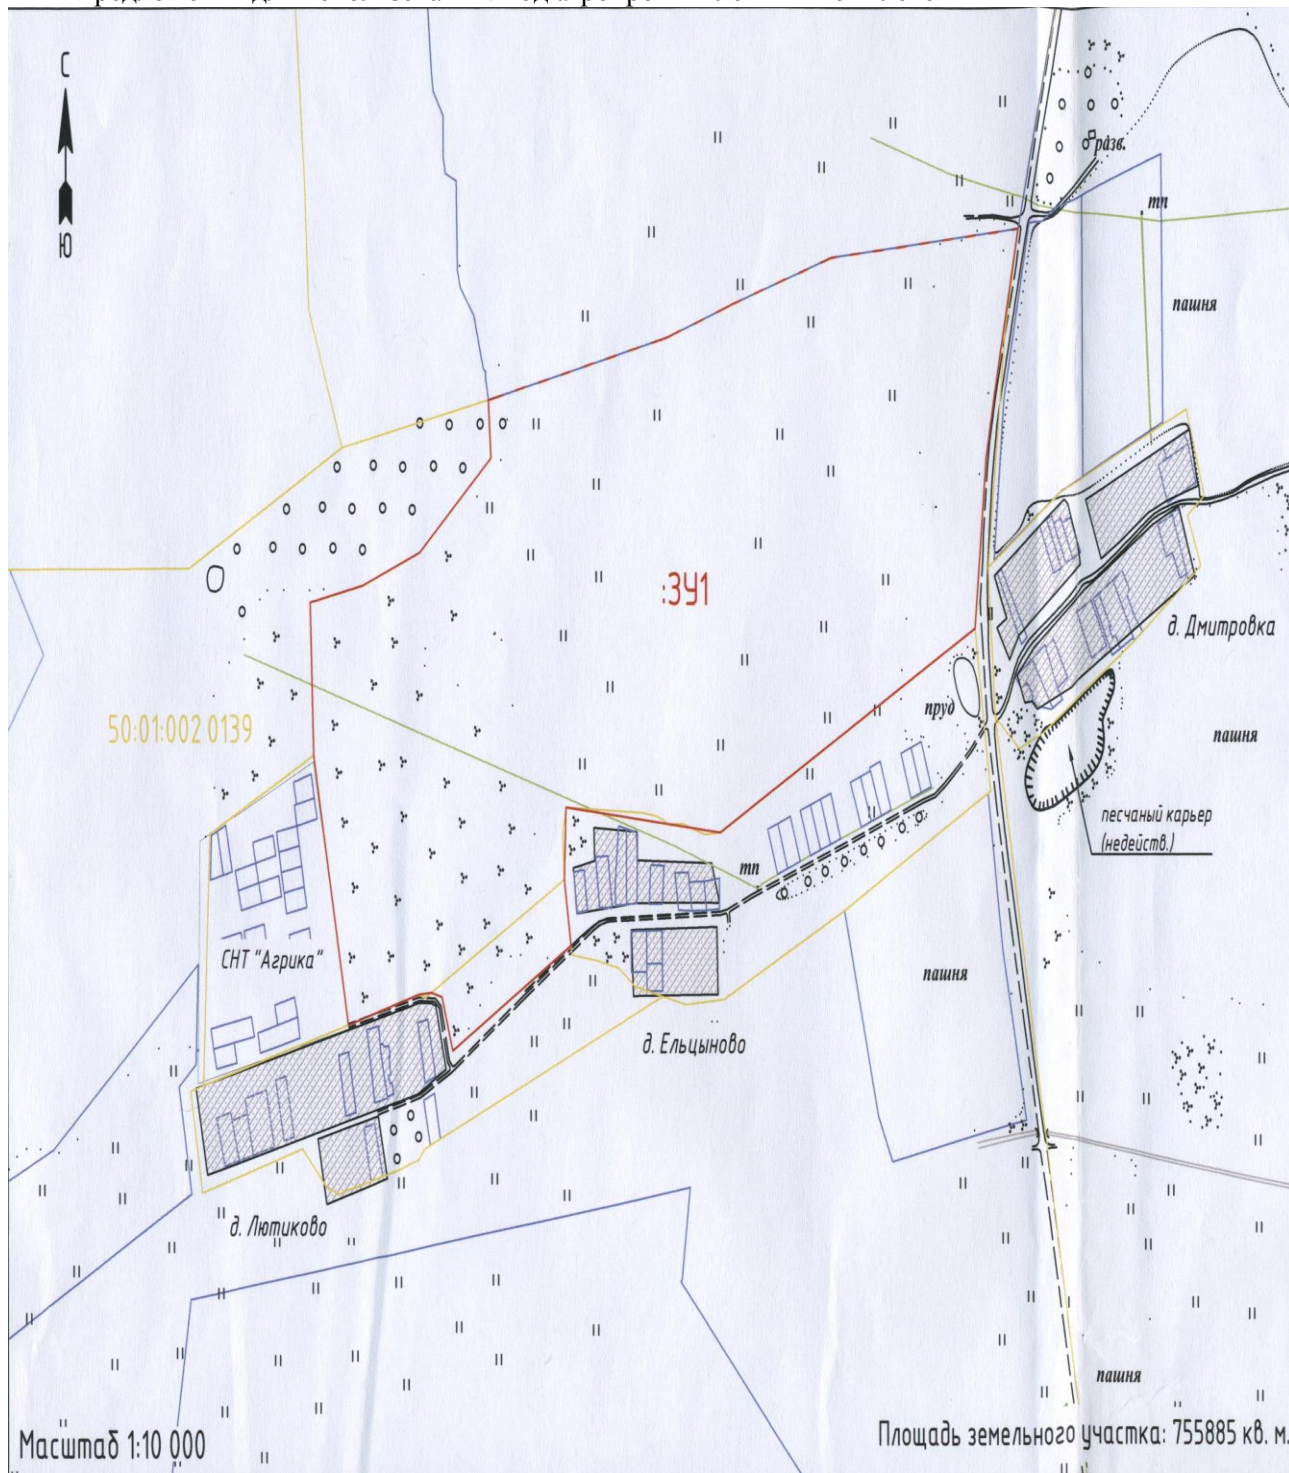 С
Ю
разв.
тп
пашня
:ЗУ1
д. Дмитровка
50:01:002 0139
пруд
пашня
песчаный карьер
(недейств.)
тп
СНТ "Агрика"
пашня
д. Ельцыново
д. Лютиково
пашня
Масштаб 1:10 000
Площадь земельного участка: 755885 кв. м.